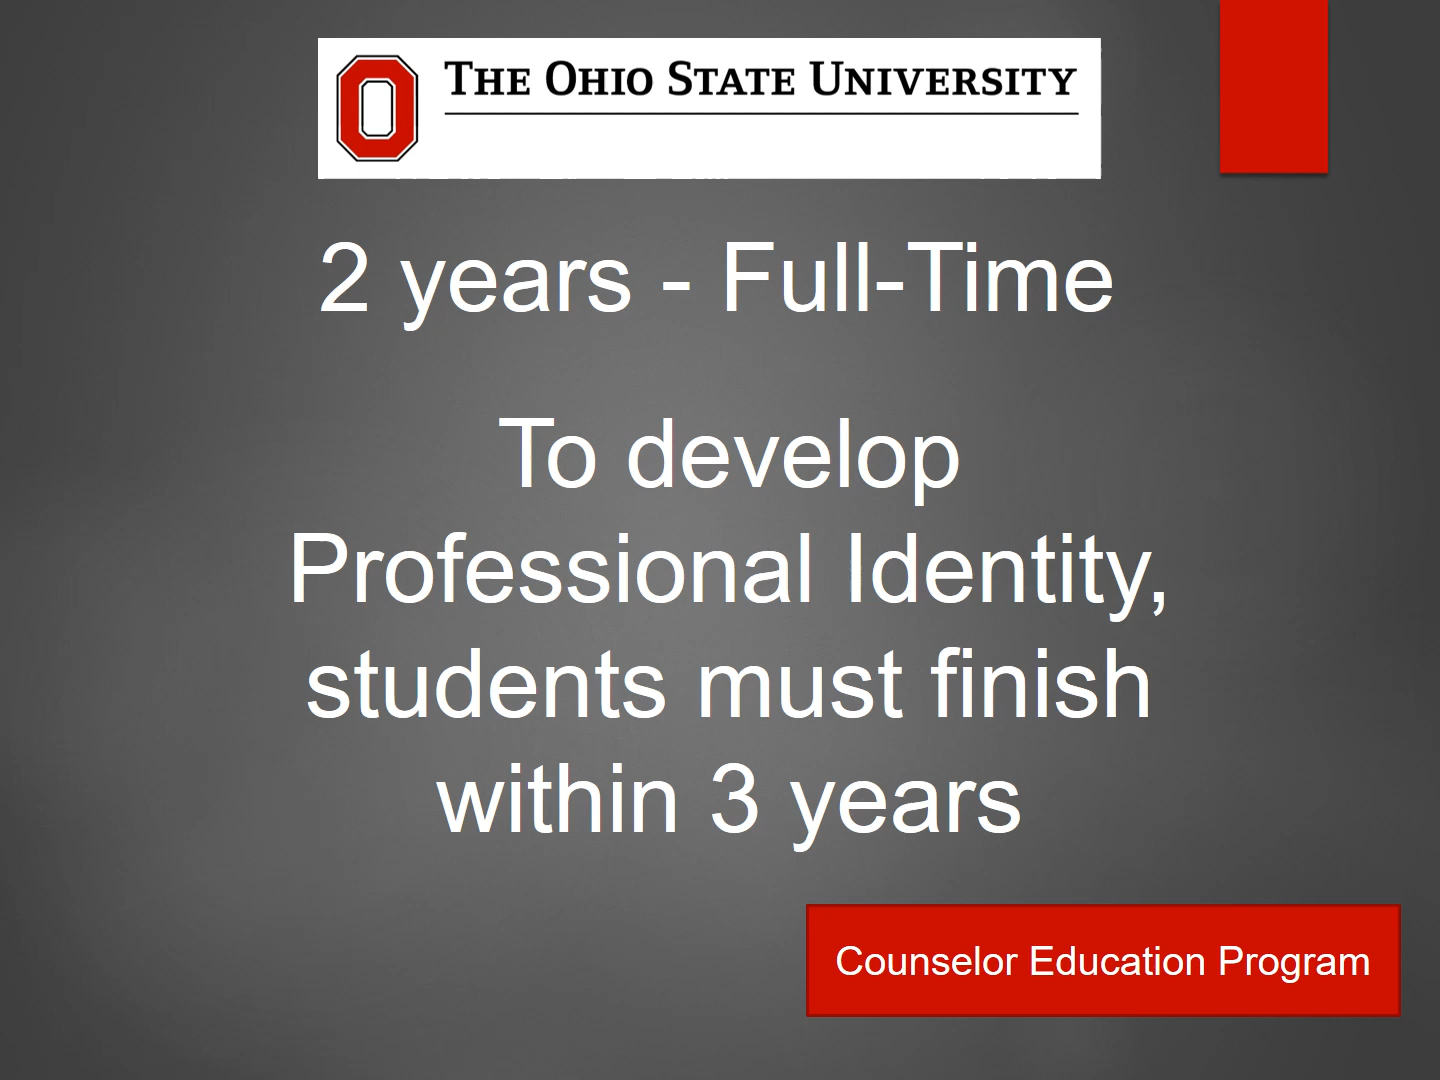 THE OHIO STATE UNIVERSITY
2 years - Full-Time
To develop
Professional Identity,
students must finish
within 3 years
Counselor Education Program